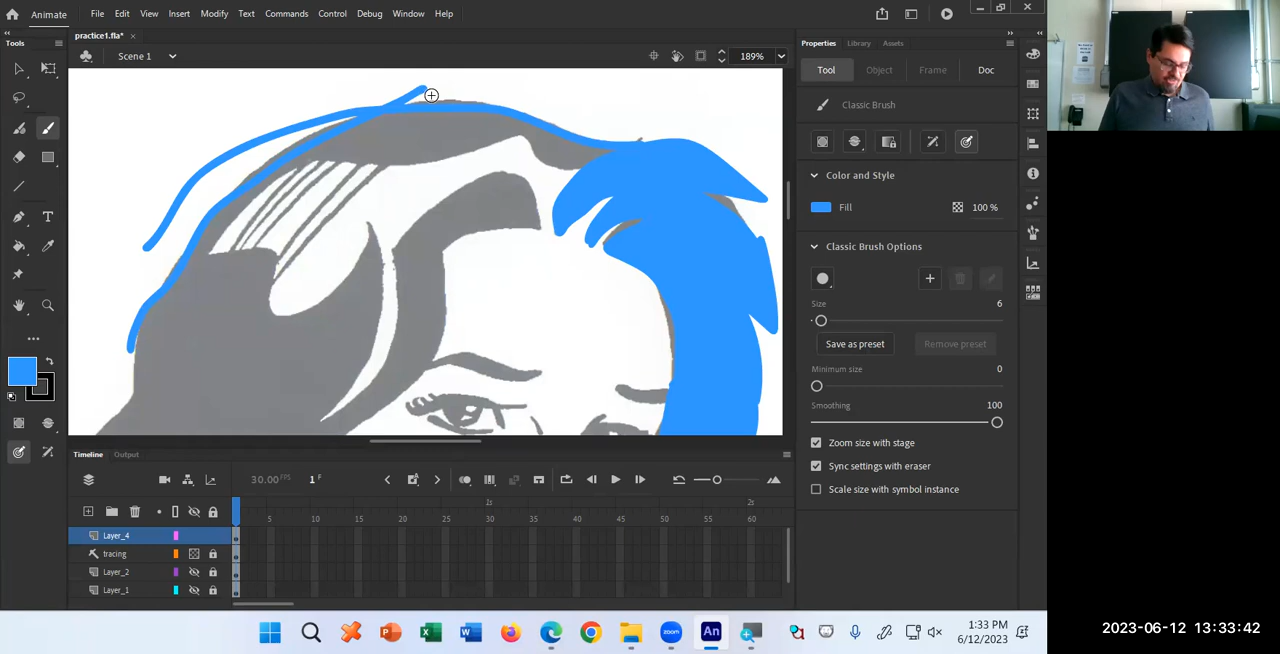 Animate
File Edit View Insert Modify Text Commands Control Debug Window Help
practice1.fla*
Tools
Scene 1
189%
Properties Library Assets
Tool Object Frame Doc
Classic Brush
Color and Style
Fill 100 %
Classic Brush Options
Size 6
Save as preset Remove preset
Minimum size 0
Smoothing 100
Zoom size with stage
Sync settings with eraser
Scale size with symbol instance
Timeline Output
30.00 FPS 1 F
1s 2s
5 10 15 20 25 30 35 40 45 50 55 60
Layer_4
tracing
Layer_2
Layer_1
zoom
An
1:33 PM
6/12/2023
2023-06-12 13:33:42